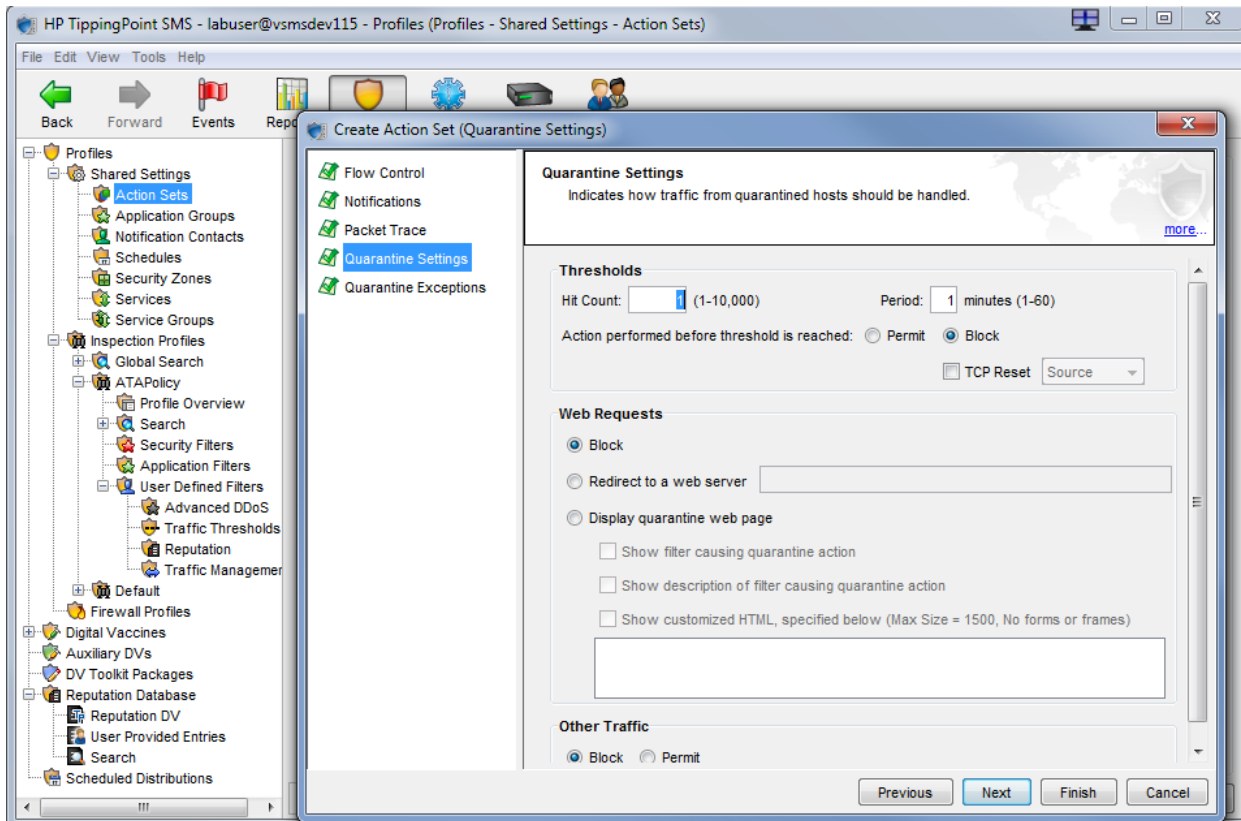 HP TippingPoint SMS - labuser@vsmsdev115 - Profiles (Profiles - Shared Settings - Action Sets)
File Edit View Tools Help
Back Forward Events Repo
Profiles
Shared Settings
Action Sets
Application Groups
Notification Contacts
Schedules
Security Zones
Services
Service Groups
Inspection Profiles
Global Search
ATAPolicy
Profile Overview
Search
Security Filters
Application Filters
User Defined Filters
Advanced DDoS
Traffic Thresholds
Reputation
Traffic Managemer
Default
Firewall Profiles
Digital Vaccines
Auxiliary DVs
DV Toolkit Packages
Reputation Database
Reputation DV
User Provided Entries
Search
Scheduled Distributions
Create Action Set (Quarantine Settings)
Flow Control
Notifications
Packet Trace
Quarantine Settings
Quarantine Exceptions
Quarantine Settings
Indicates how traffic from quarantined hosts should be handled.
more...
Thresholds
Hit Count: 1 (1-10,000) Period: 1 minutes (1-60)
Action performed before threshold is reached: Permit Block
TCP Reset Source
Web Requests
Block
Redirect to a web server
Display quarantine web page
Show filter causing quarantine action
Show description of filter causing quarantine action
Show customized HTML, specified below (Max Size = 1500, No forms or frames)
Other Traffic
Block Permit
Previous Next Finish Cancel